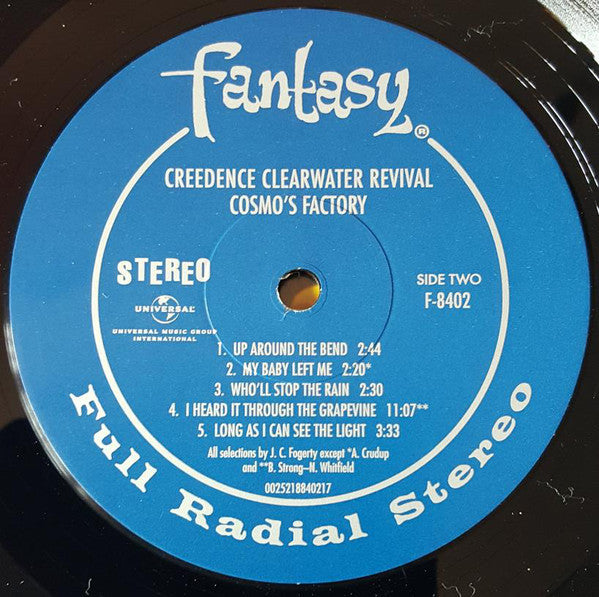 fantasy®
CREEDENCE CLEARWATER REVIVAL
COSMO'S FACTORY
STEREO
SIDE TWO
F-8402
UNIVERSAL
UNIVERSAL MUSIC GROUP
INTERNATIONAL
1. UP AROUND THE BEND 2:44
2. MY BABY LEFT ME 2:20*
3. WHO'LL STOP THE RAIN 2:30
4. I HEARD IT THROUGH THE GRAPEVINE 11:07**
5. LONG AS I CAN SEE THE LIGHT 3:33
All selections by J. C. Fogerty except *A. Crudup
and **B. Strong–N. Whitfield
0025218840217
Full Radial Stereo